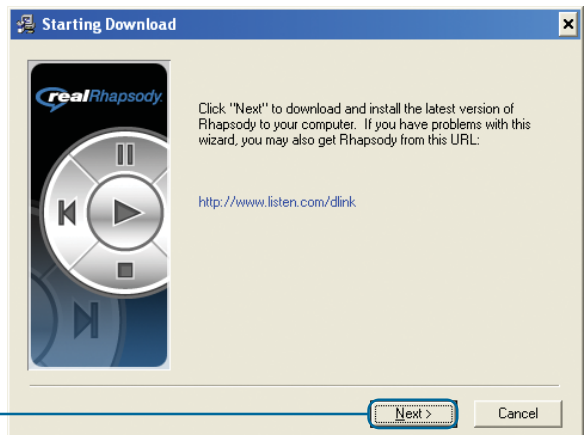 Starting Download
realRhapsody.
Click "Next" to download and install the latest version of
Rhapsody to your computer. If you have problems with this
wizard, you may also get Rhapsody from this URL:
http://www.listen.com/dlink
Next >
Cancel